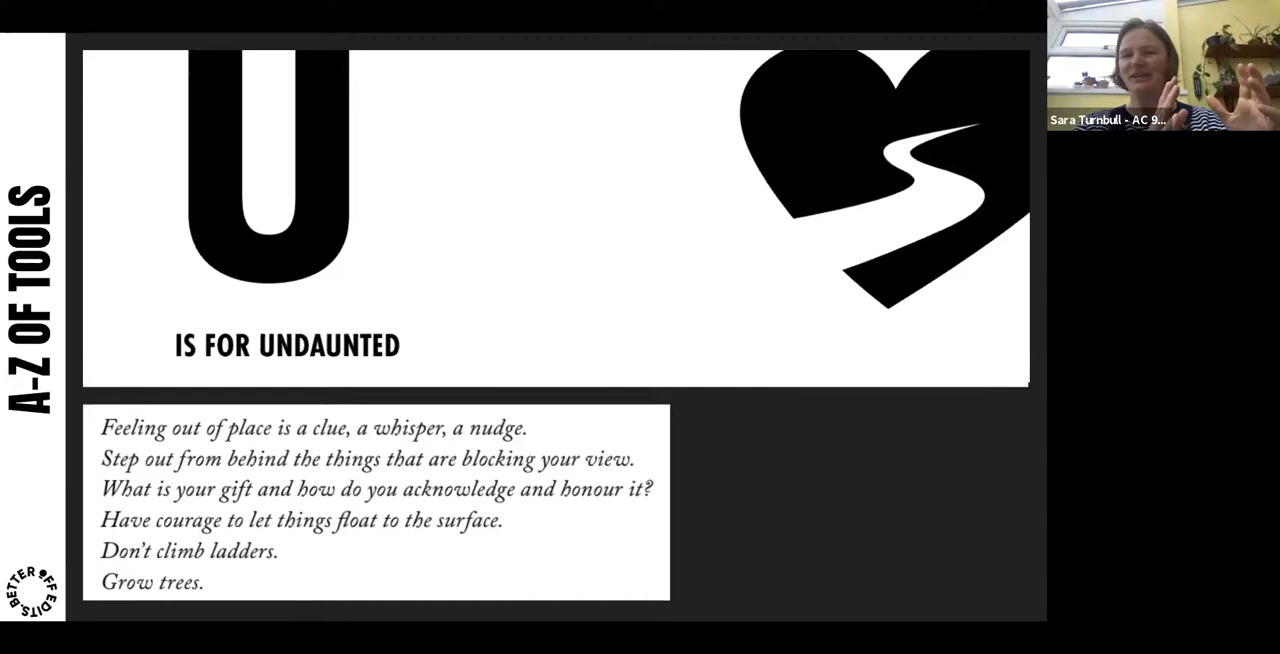 A-Z OF TOOLS
U
IS FOR UNDAUNTED
Feeling out of place is a clue, a whisper, a nudge.
Step out from behind the things that are blocking your view.
What is your gift and how do you acknowledge and honour it?
Have courage to let things float to the surface.
Don't climb ladders.
Grow trees.
BETTER OFF EDITS.
Sara Turnbull - AC 9...